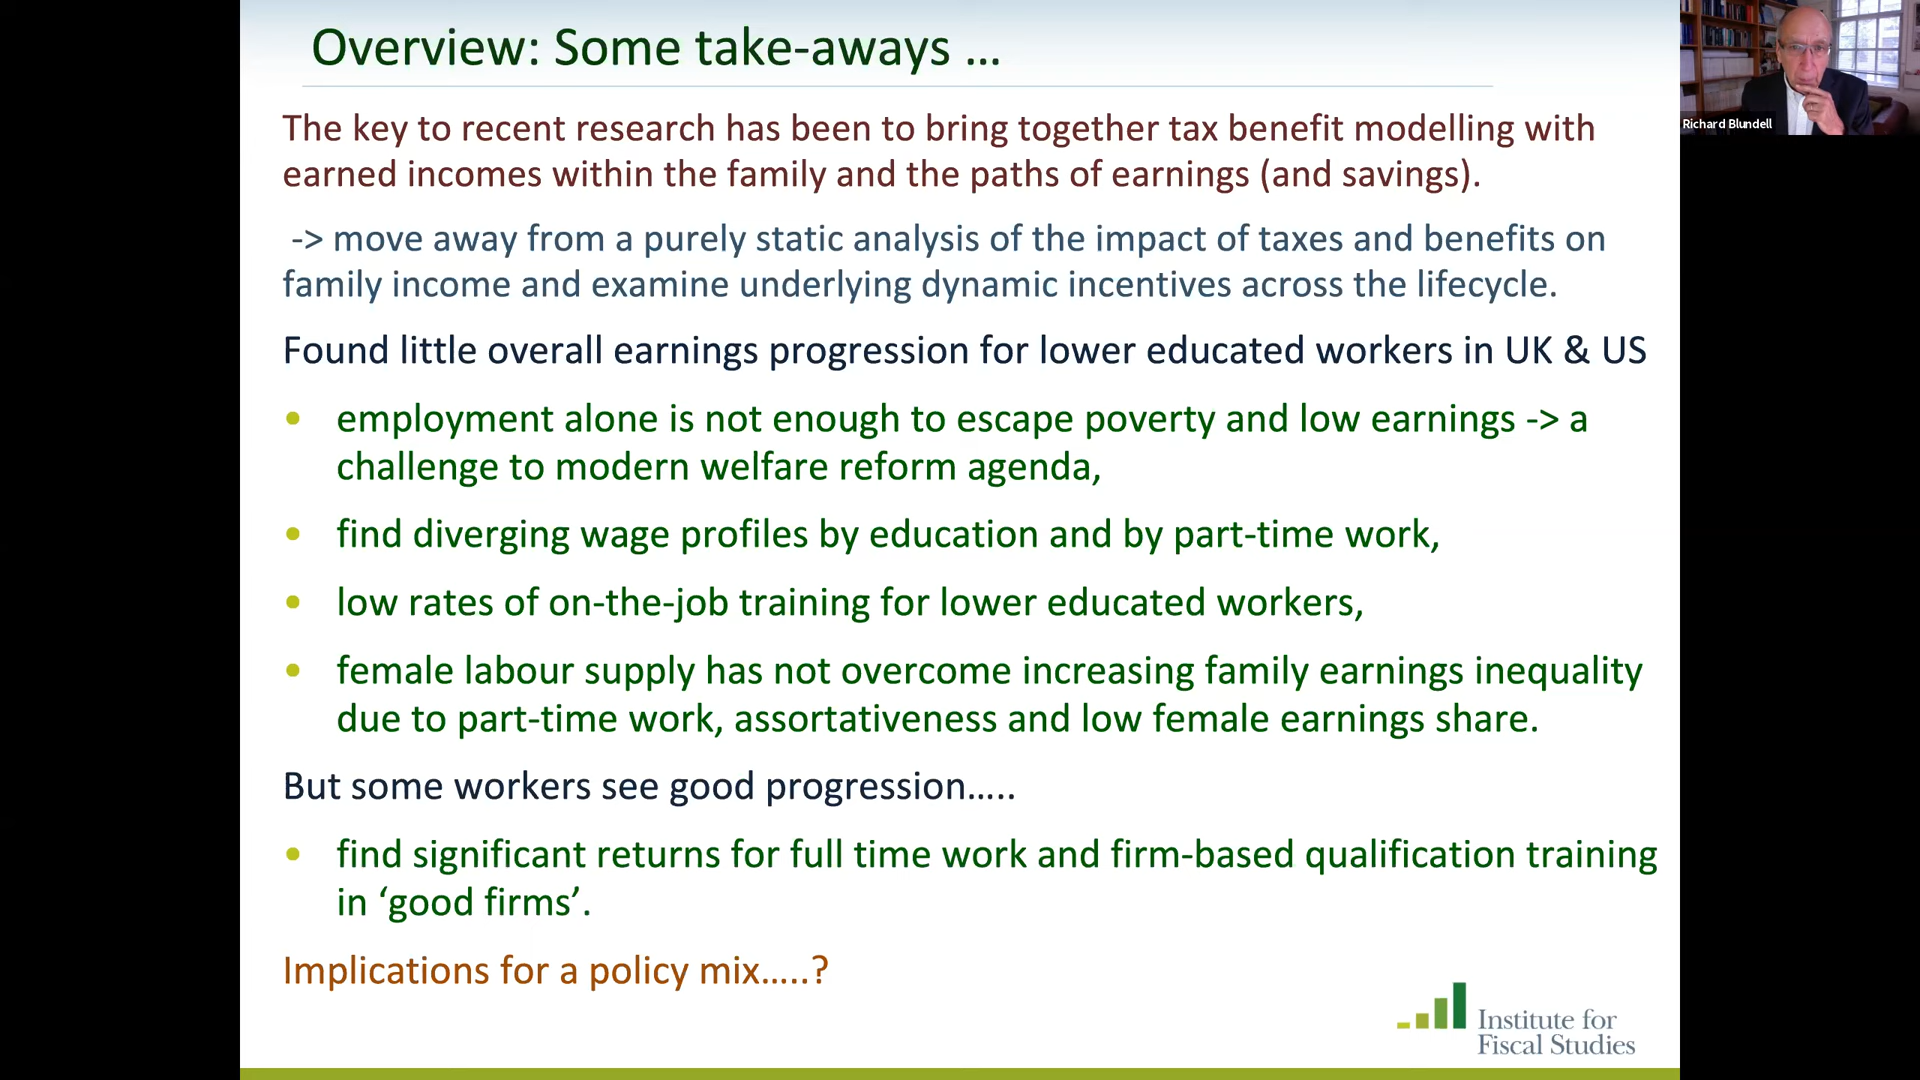 Overview: Some take-aways ...
Richard Blundell
The key to recent research has been to bring together tax benefit modelling with
earned incomes within the family and the paths of earnings (and savings).
-> move away from a purely static analysis of the impact of taxes and benefits on
family income and examine underlying dynamic incentives across the lifecycle.
Found little overall earnings progression for lower educated workers in UK & US
• employment alone is not enough to escape poverty and low earnings -> a
challenge to modern welfare reform agenda,
• find diverging wage profiles by education and by part-time work,
• low rates of on-the-job training for lower educated workers,
• female labour supply has not overcome increasing family earnings inequality
due to part-time work, assortativeness and low female earnings share.
But some workers see good progression…..
• find significant returns for full time work and firm-based qualification training
in ‘good firms’.
Implications for a policy mix…..?
Institute for
Fiscal Studies